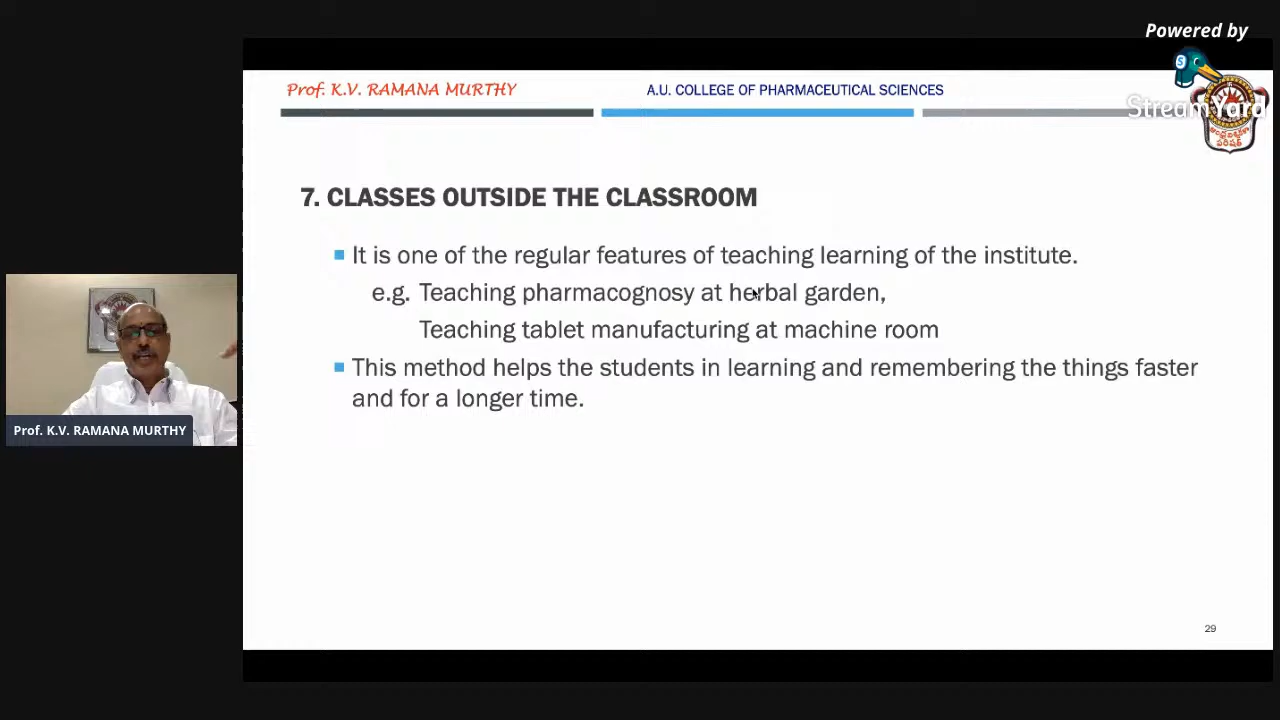 Powered by
StreamYard
Prof. K.V. RAMANA MURTHY
A.U. COLLEGE OF PHARMACEUTICAL SCIENCES
7. CLASSES OUTSIDE THE CLASSROOM
It is one of the regular features of teaching learning of the institute.
e.g. Teaching pharmacognosy at herbal garden,
Teaching tablet manufacturing at machine room
This method helps the students in learning and remembering the things faster
and for a longer time.
Prof. K.V. RAMANA MURTHY
29